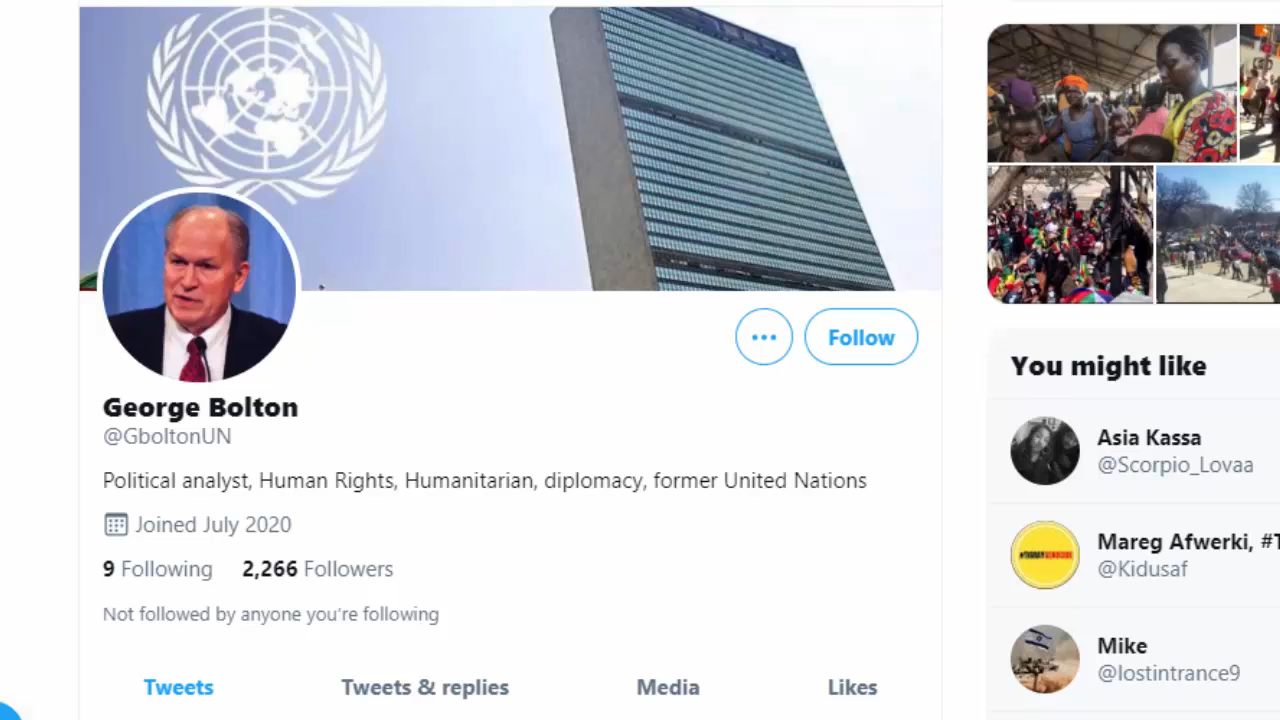 Follow
George Bolton
@GboltonUN
Political analyst, Human Rights, Humanitarian, diplomacy, former United Nations
Joined July 2020
9 Following 2,266 Followers
Not followed by anyone you're following
Tweets Tweets & replies Media Likes
You might like
Asia Kassa
@Scorpio_Lovaa
Mareg Afwerki, #T
@Kidusaf
Mike
@lostintrance9